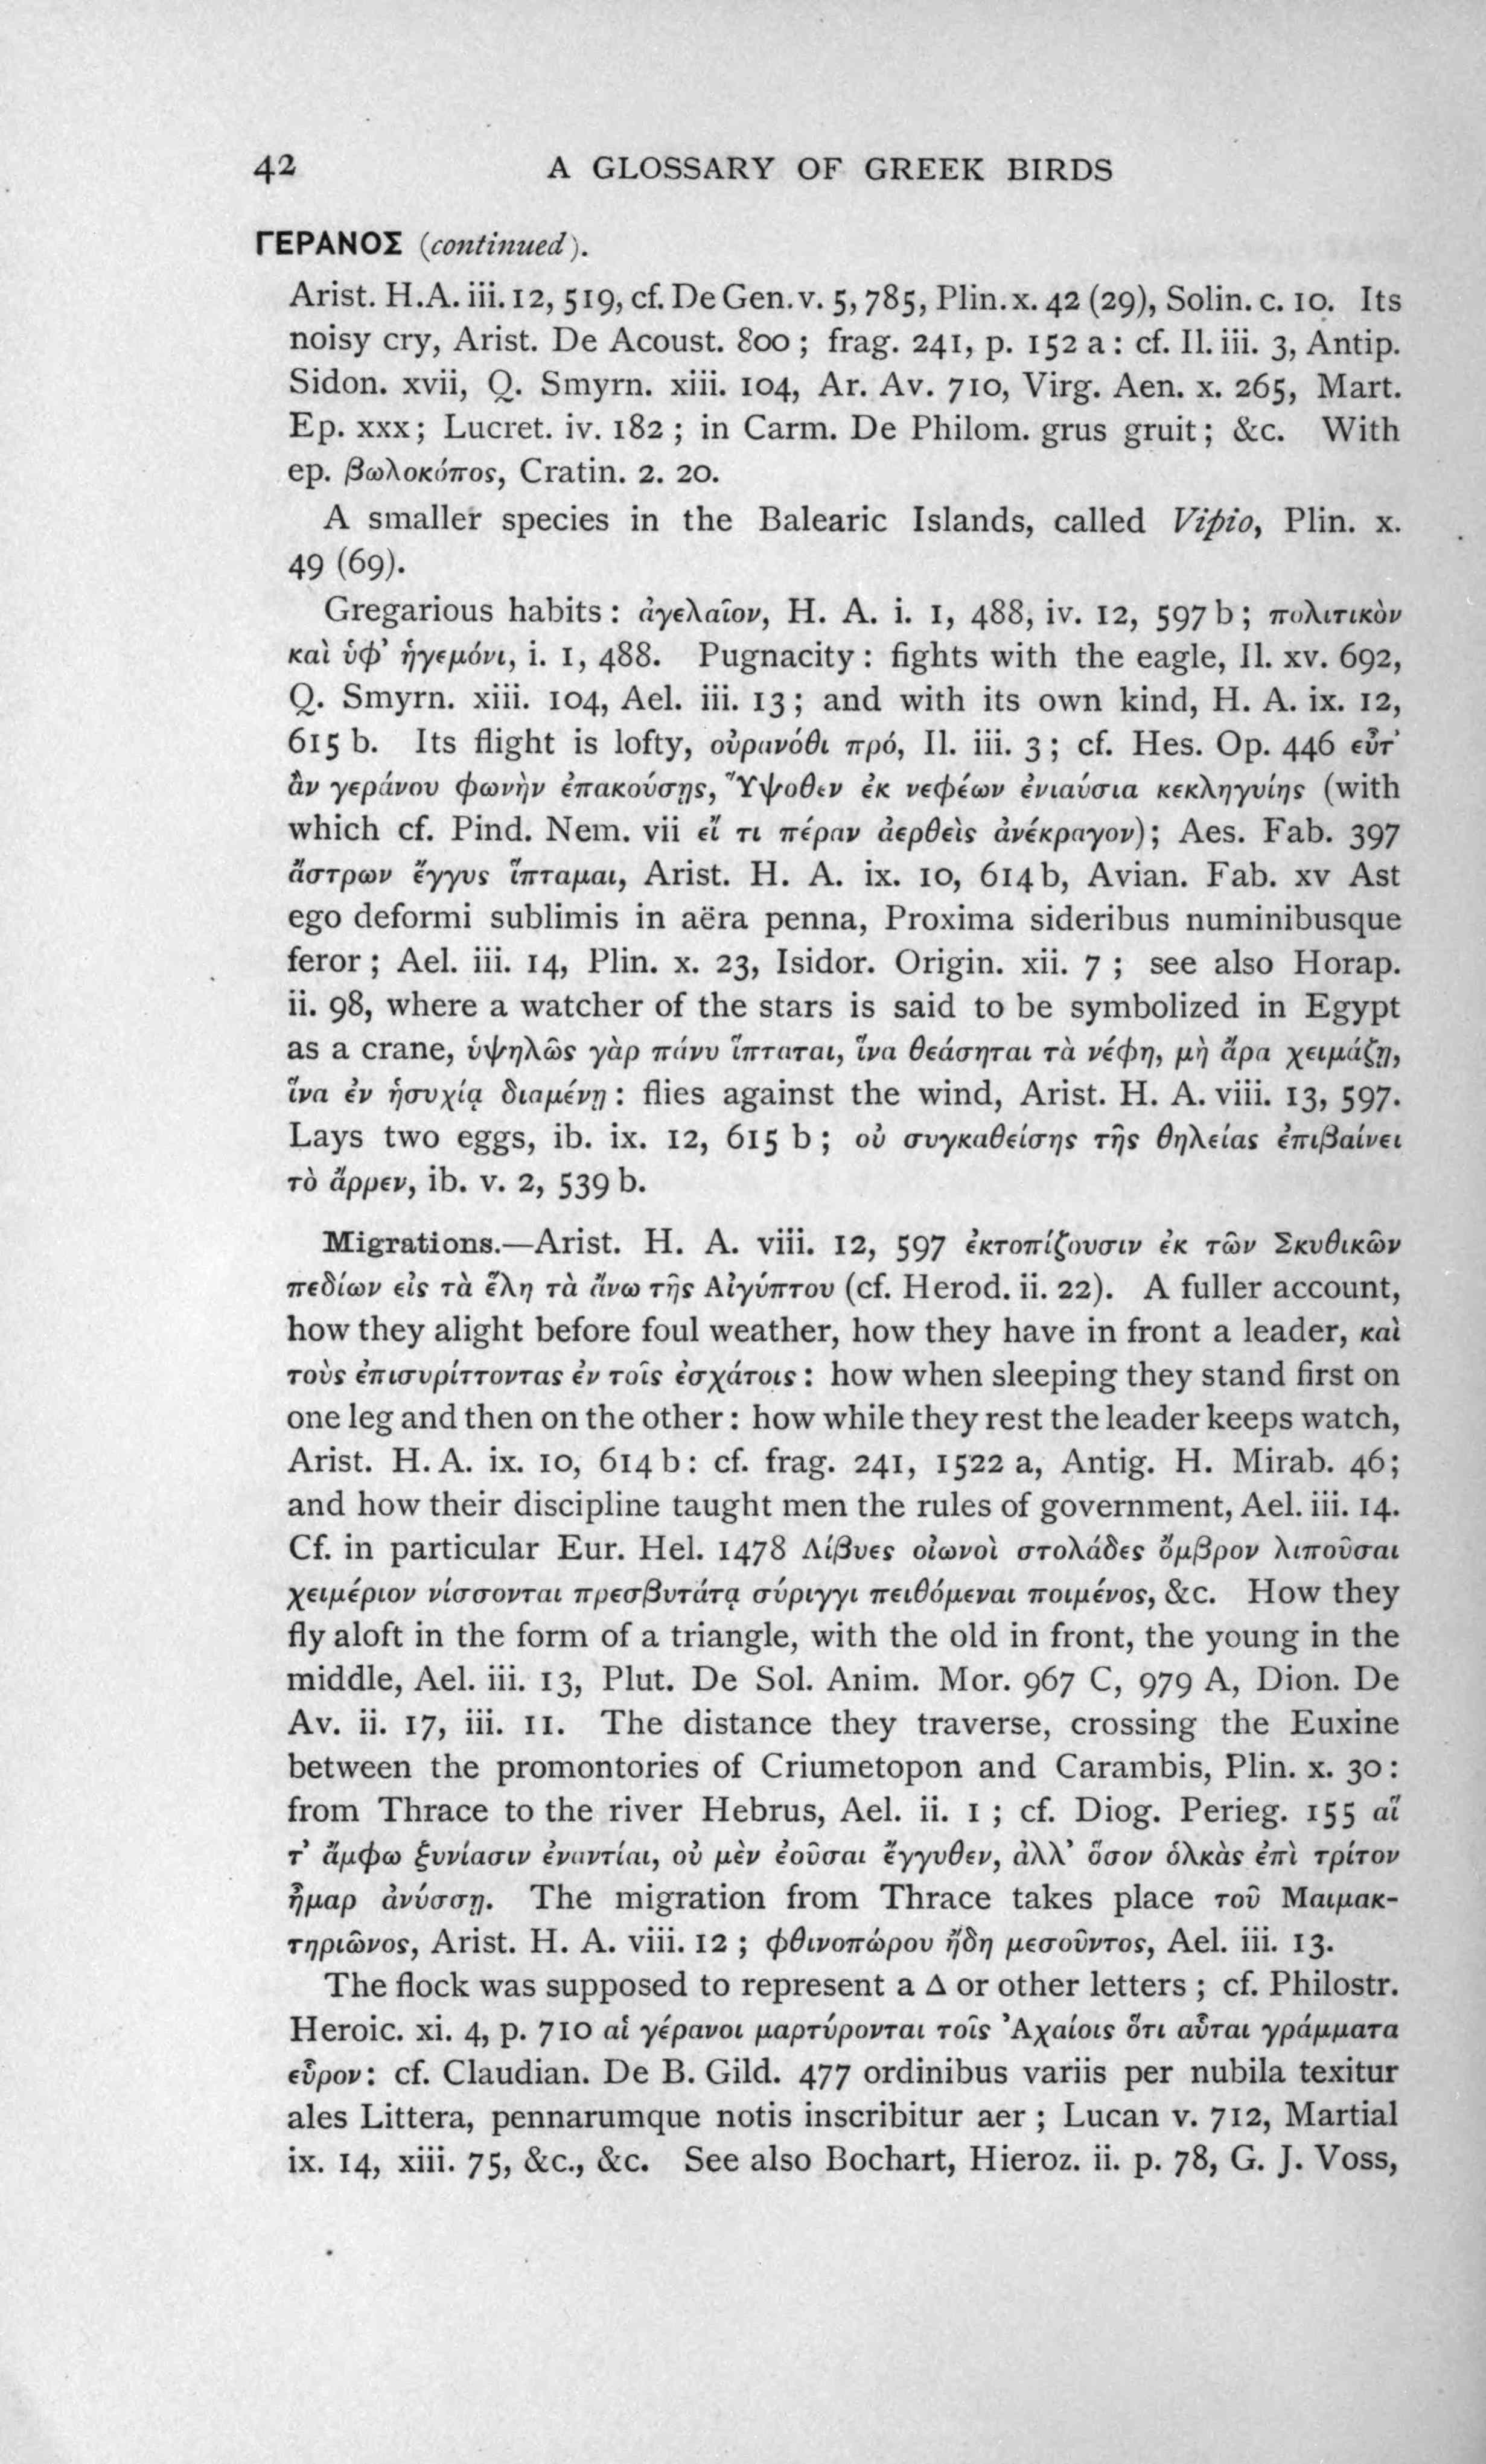 42 A GLOSSARY OF GREEK BIRDS
ΓΕΡΑΝΟΣ (continued).
Arist. H.A. iii. 12, 519, cf. De Gen. v. 5, 785, Plin. x. 42 (29), Solin. c. 10. Its
noisy cry, Arist. De Acoust. 800 ; frag. 241, p. 152 a : cf. Il. iii. 3, Antip.
Sidon. xvii, Q. Smyrn. xiii. 104, Ar. Av. 710, Virg. Aen. x. 265, Mart.
Ep. xxx ; Lucret. iv. 182 ; in Carm. De Philom. grus gruit ; &c. With
ep. βωλοκόπος, Cratin. 2. 20.
A smaller species in the Balearic Islands, called Vipio, Plin. x.
49 (69).
Gregarious habits : ἀγελαῖον, H. A. i. 1, 488, iv. 12, 597 b ; πολιτικὸν
καὶ ὑφ’ ἡγεμόνι, i. 1, 488. Pugnacity : fights with the eagle, Il. xv. 692,
Q. Smyrn. xiii. 104, Ael. iii. 13 ; and with its own kind, H. A. ix. 12,
615 b. Its flight is lofty, οὐρανόθι πρό, Il. iii. 3 ; cf. Hes. Op. 446 εὖτ’
ἂν γεράνου φωνὴν ἐπακούσῃς, Ὕψοθεν ἐκ νεφέων ἐνιαύσια κεκληγυίης (with
which cf. Pind. Nem. vii εἴ τι πέραν ἀερθεὶς ἀνέκραγον) ; Aes. Fab. 397
ἄστρων ἔγγυς ἵπταμαι, Arist. H. A. ix. 10, 614 b, Avian. Fab. xv Ast
ego deformi sublimis in aëra penna, Proxima sideribus numinibusque
feror ; Ael. iii. 14, Plin. x. 23, Isidor. Origin. xii. 7 ; see also Horap.
ii. 98, where a watcher of the stars is said to be symbolized in Egypt
as a crane, ὑψηλῶς γὰρ πάνυ ἵπταται, ἵνα θεάσηται τὰ νέφη, μὴ ἄρα χειμάζῃ,
ἵνα ἐν ἡσυχίᾳ διαμένῃ : flies against the wind, Arist. H. A. viii. 13, 597.
Lays two eggs, ib. ix. 12, 615 b ; οὐ συγκαθείσης τῆς θηλείας ἐπιβαίνει
τὸ ἄρρεν, ib. v. 2, 539 b.
Migrations.—Arist. H. A. viii. 12, 597 ἐκτοπίζουσιν ἐκ τῶν Σκυθικῶν
πεδίων εἰς τὰ ἕλη τὰ ἄνω τῆς Αἰγύπτου (cf. Herod. ii. 22). A fuller account,
how they alight before foul weather, how they have in front a leader, καὶ
τοὺς ἐπισυρίττοντας ἐν τοῖς ἐσχάτοις : how when sleeping they stand first on
one leg and then on the other : how while they rest the leader keeps watch,
Arist. H. A. ix. 10, 614 b : cf. frag. 241, 1522 a, Antig. H. Mirab. 46 ;
and how their discipline taught men the rules of government, Ael. iii. 14.
Cf. in particular Eur. Hel. 1478 Λίβυες οἰωνοὶ στολάδες ὄμβρον λιποῦσαι
χειμέριον νίσσονται πρεσβυτάτᾳ σύριγγι πειθόμεναι ποιμένος, &c. How they
fly aloft in the form of a triangle, with the old in front, the young in the
middle, Ael. iii. 13, Plut. De Sol. Anim. Mor. 967 C, 979 A, Dion. De
Av. ii. 17, iii. 11. The distance they traverse, crossing the Euxine
between the promontories of Criumetopon and Carambis, Plin. x. 30 :
from Thrace to the river Hebrus, Ael. ii. 1 ; cf. Diog. Perieg. 155 αἵ
τ’ ἄμφω ξυνίασιν ἐναντίαι, οὐ μὲν ἐοῦσαι ἔγγυθεν, ἀλλ’ ὅσον ὁλκὰς ἐπὶ τρίτον
ἦμαρ ἀνύσσῃ. The migration from Thrace takes place τοῦ Μαιμακ-
τηριῶνος, Arist. H. A. viii. 12 ; φθινοπώρου ἤδη μεσοῦντος, Ael. iii. 13.
The flock was supposed to represent a Δ or other letters ; cf. Philostr.
Heroic. xi. 4, p. 710 αἱ γέρανοι μαρτύρονται τοῖς Ἀχαίοις ὅτι αὗται γράμματα
εὗρον : cf. Claudian. De B. Gild. 477 ordinibus variis per nubila texitur
ales Littera, pennarumque notis inscribitur aer ; Lucan v. 712, Martial
ix. 14, xiii. 75, &c., &c. See also Bochart, Hieroz. ii. p. 78, G. J. Voss,